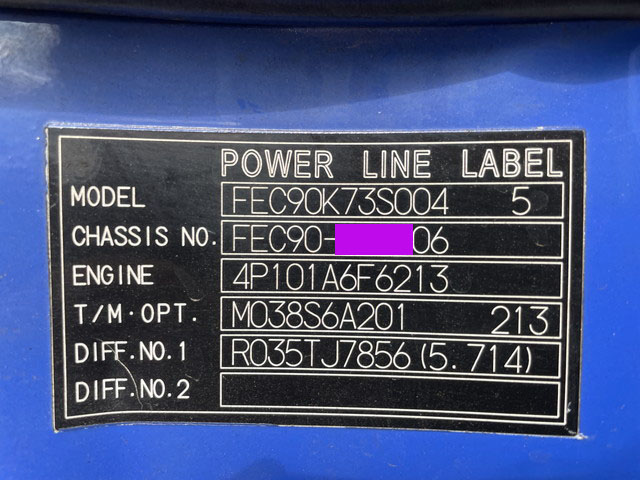 POWER LINE LABEL
MODEL FEC90K73S004 5
CHASSIS NO. FEC90- 06
ENGINE 4P101A6F6213
T/M·OPT. M038S6A201 213
DIFF.NO.1 R035TJ7856(5.714)
DIFF.NO.2